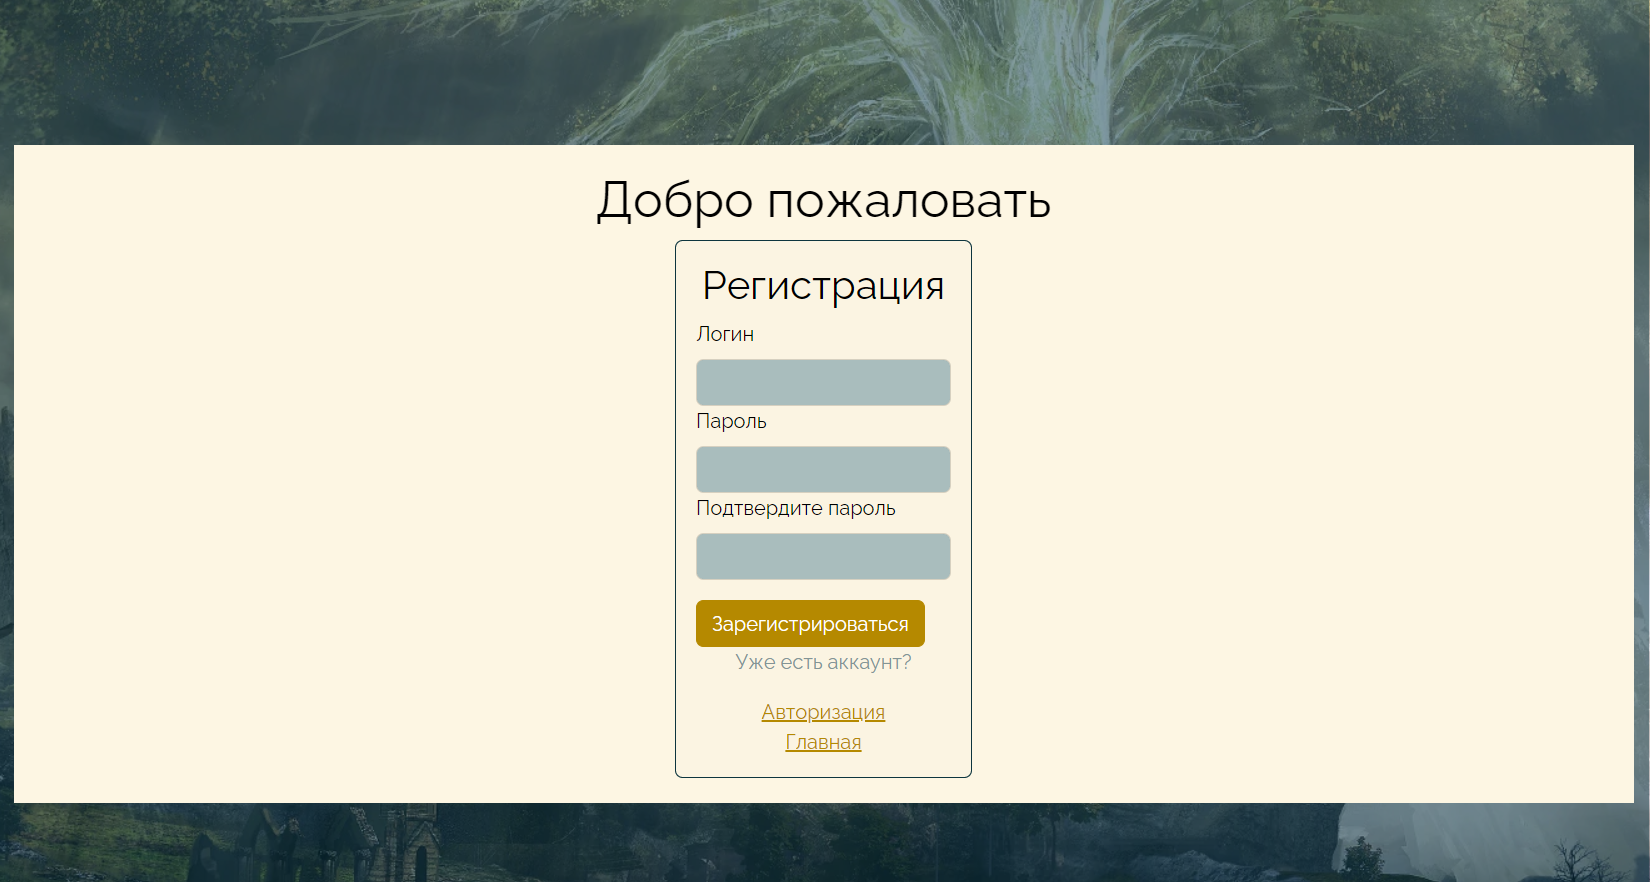 Добро пожаловать
Регистрация
Логин
Пароль
Подтвердите пароль
Зарегистрироваться
Уже есть аккаунт?
Авторизация
Главная